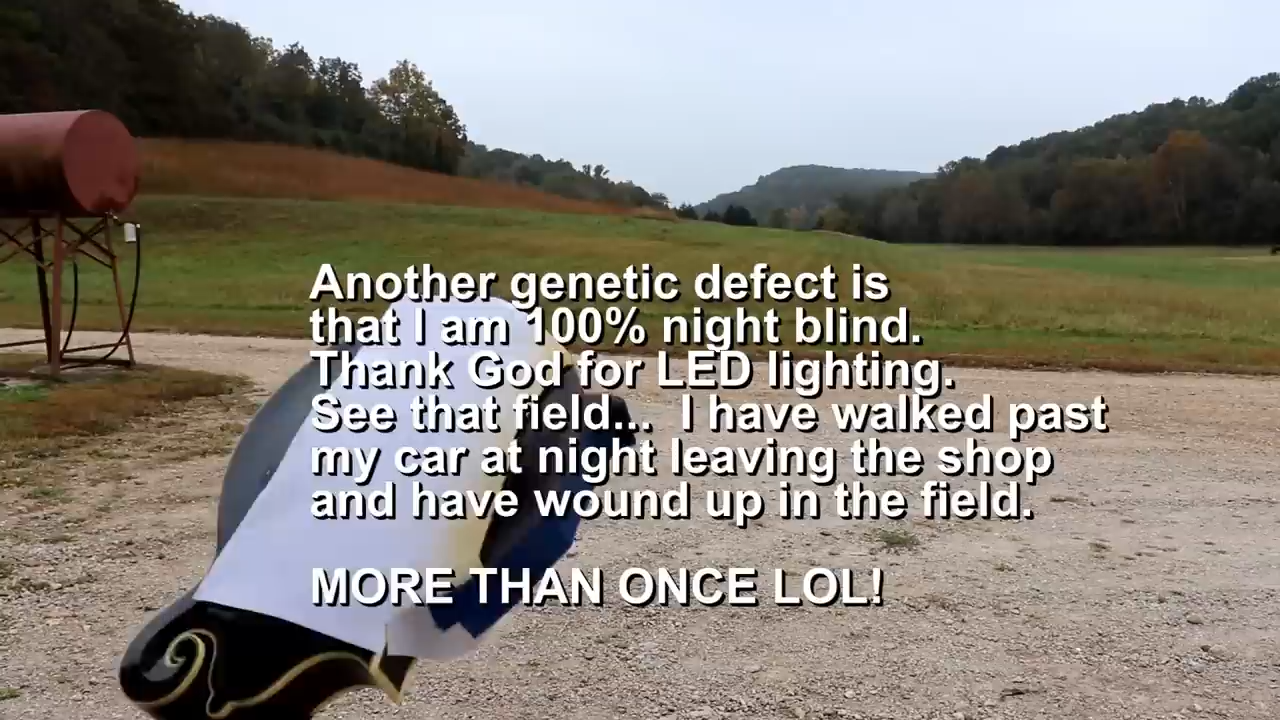 Another genetic defect is
that I am 100% night blind.
Thank God for LED lighting.
See that field...  I have walked past
my car at night leaving the shop
and have wound up in the field.
MORE THAN ONCE LOL!